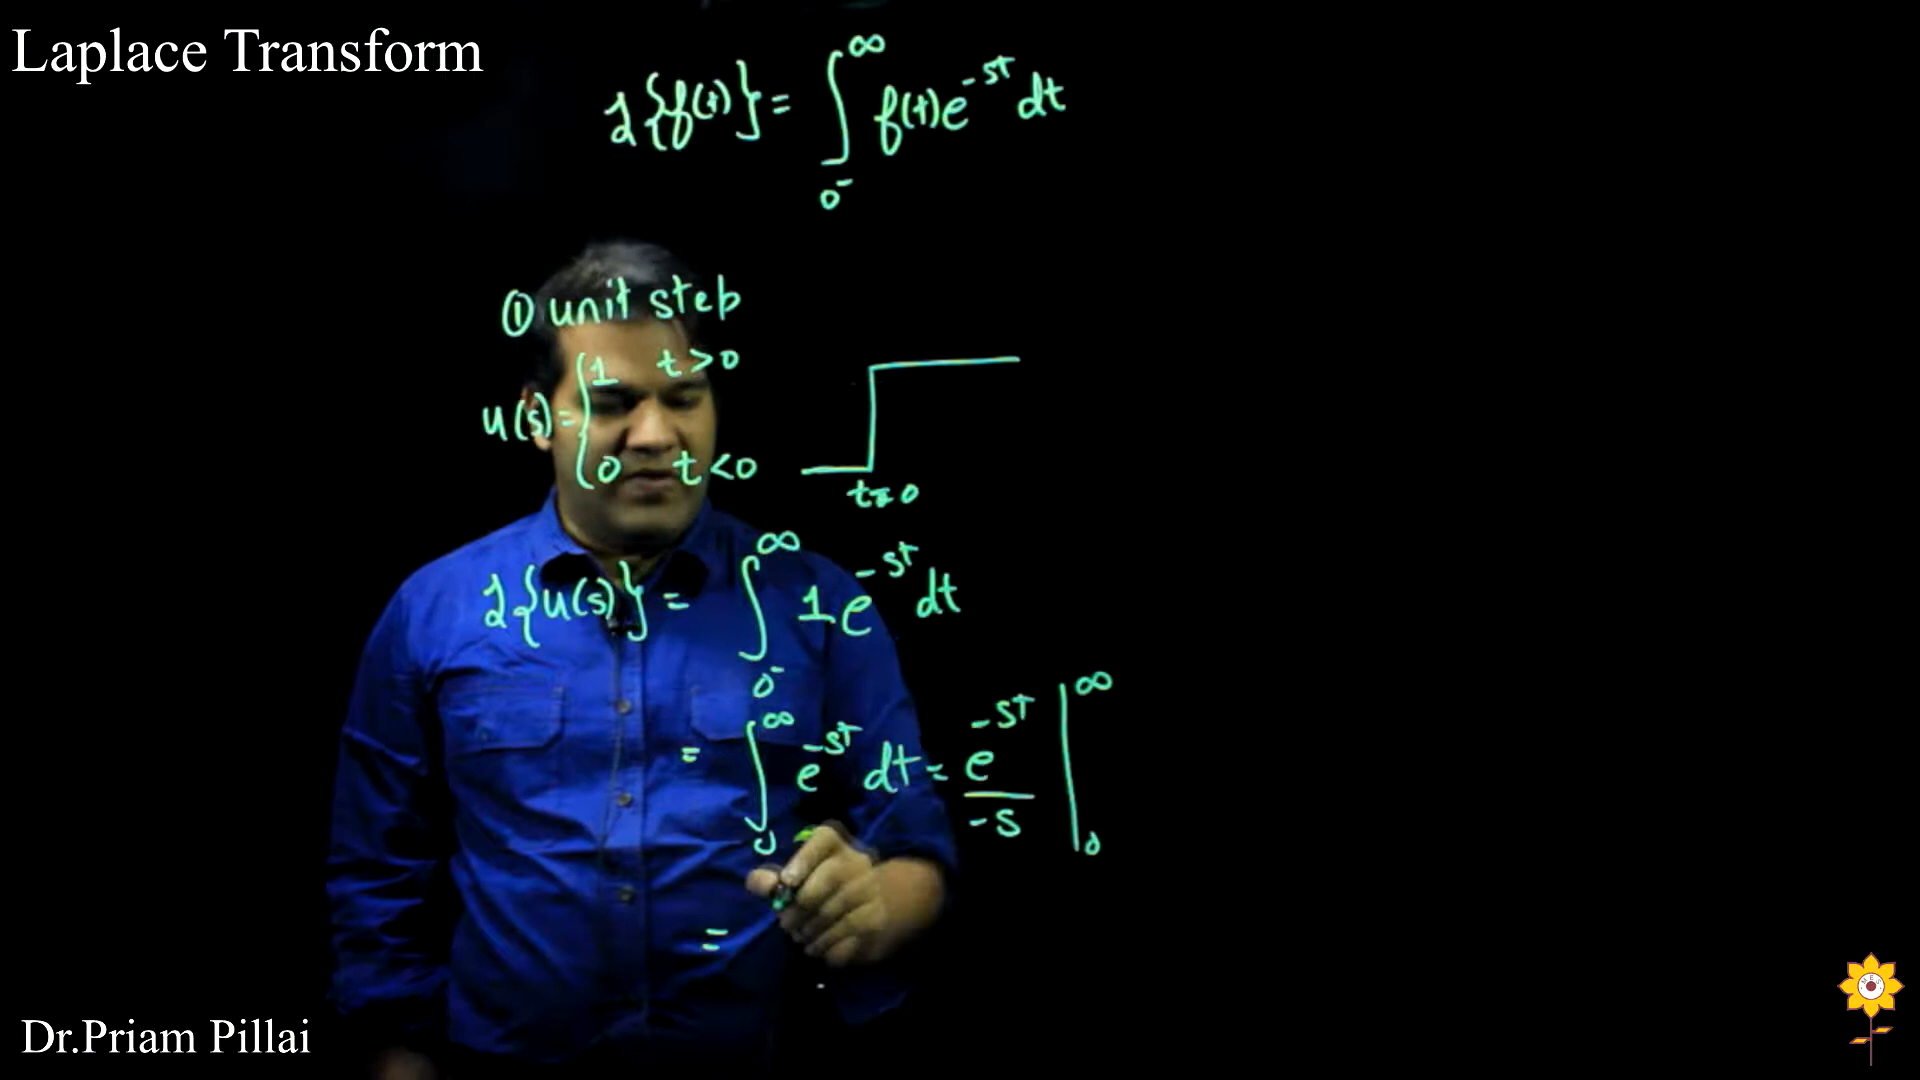 Laplace Transform
ℒ{f(t)} = ∫₀₋^∞ f(t)e^-st dt
① unit step
u(s) = { 1 t>0
0 t<0
t=0
ℒ{u(s)} = ∫₀₋^∞ 1 e^-st dt
= ∫₀^∞ e^-st dt = e^-st / -s |₀^∞
=
Dr.Priam Pillai